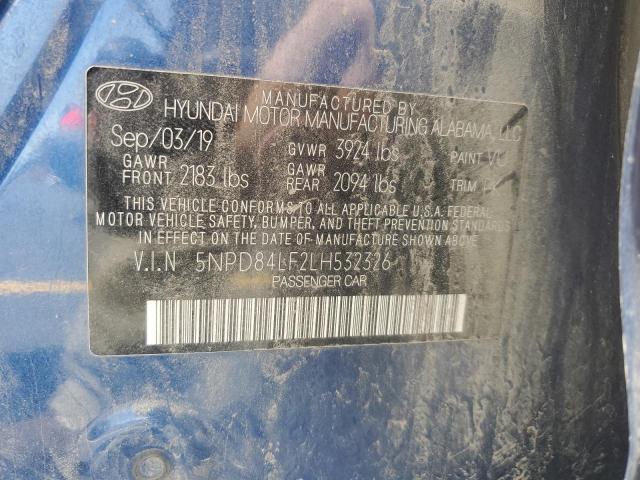 MANUFACTURED BY
HYUNDAI MOTOR MANUFACTURING ALABAMA, LLC
Sep/03/19 GVWR 3924 lbs PAINT
GAWR FRONT 2183 lbs GAWR REAR 2094 lbs TRIM
THIS VEHICLE CONFORMS TO ALL APPLICABLE U.S.A. FEDERAL
MOTOR VEHICLE SAFETY, BUMPER, AND THEFT PREVENTION
STANDARDS IN EFFECT ON THE DATE OF MANUFACTURE SHOWN ABOVE.
V.I.N 5NPD84LF2LH532326
PASSENGER CAR